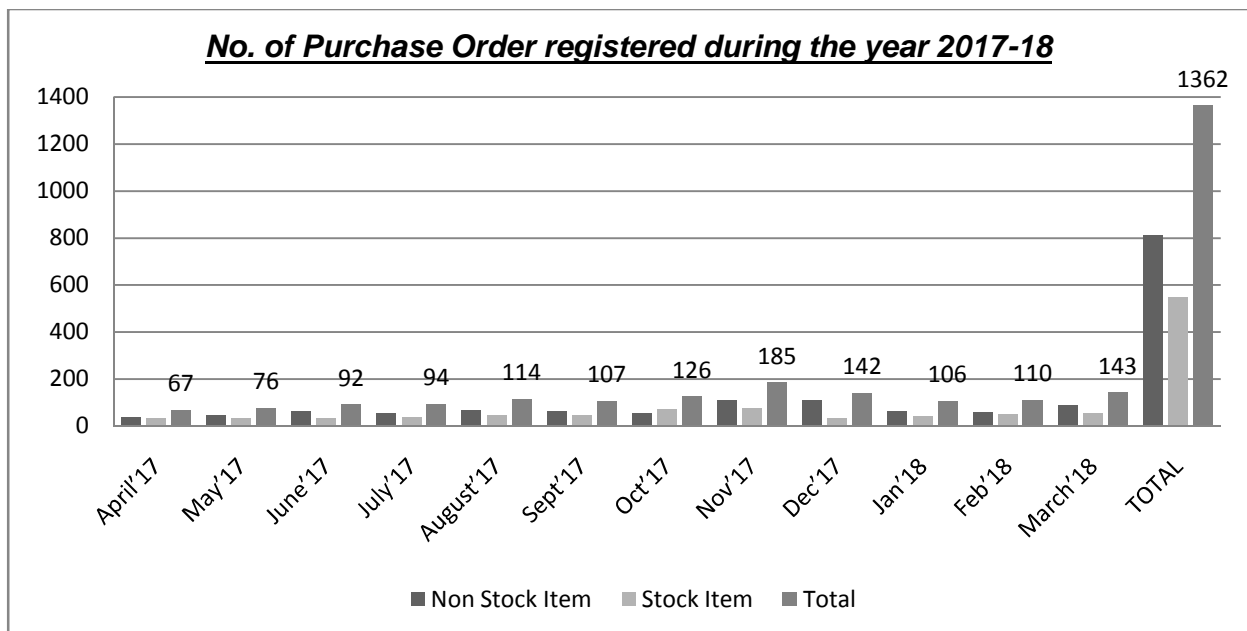 No. of Purchase Order registered during the year 2017-18
1362
1400
1200
1000
800
600
400
200
0
67
76
92
94
114
107
126
185
142
106
110
143
April’17
May’17
June’17
July’17
August’17
Sept’17
Oct’17
Nov’17
Dec’17
Jan’18
Feb’18
March’18
TOTAL
Non Stock Item
Stock Item
Total